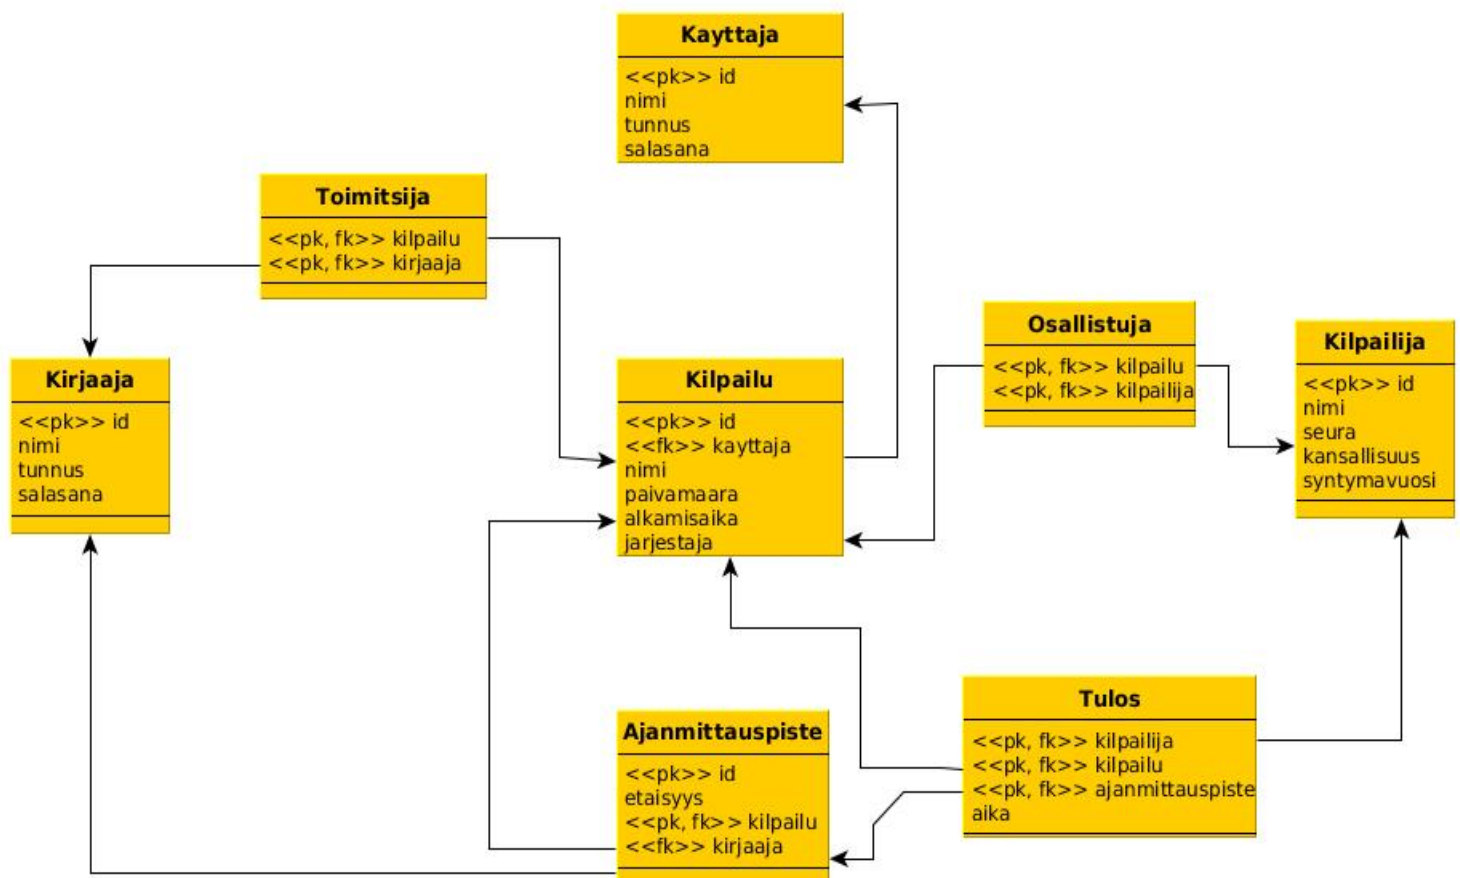 Kayttaja
<<pk>> id
nimi
tunnus
salasana
Toimitsija
<<pk, fk>> kilpailu
<<pk, fk>> kirjaaja
Kirjaaja
<<pk>> id
nimi
tunnus
salasana
Kilpailu
<<pk>> id
<<fk>> kayttaja
nimi
paivamaara
alkamisaika
jarjestaja
Osallistuja
<<pk, fk>> kilpailu
<<pk, fk>> kilpailija
Kilpailija
<<pk>> id
nimi
seura
kansallisuus
syntymavuosi
Ajanmittauspiste
<<pk>> id
etaisyys
<<pk, fk>> kilpailu
<<fk>> kirjaaja
Tulos
<<pk, fk>> kilpailija
<<pk, fk>> kilpailu
<<pk, fk>> ajanmittauspiste
aika